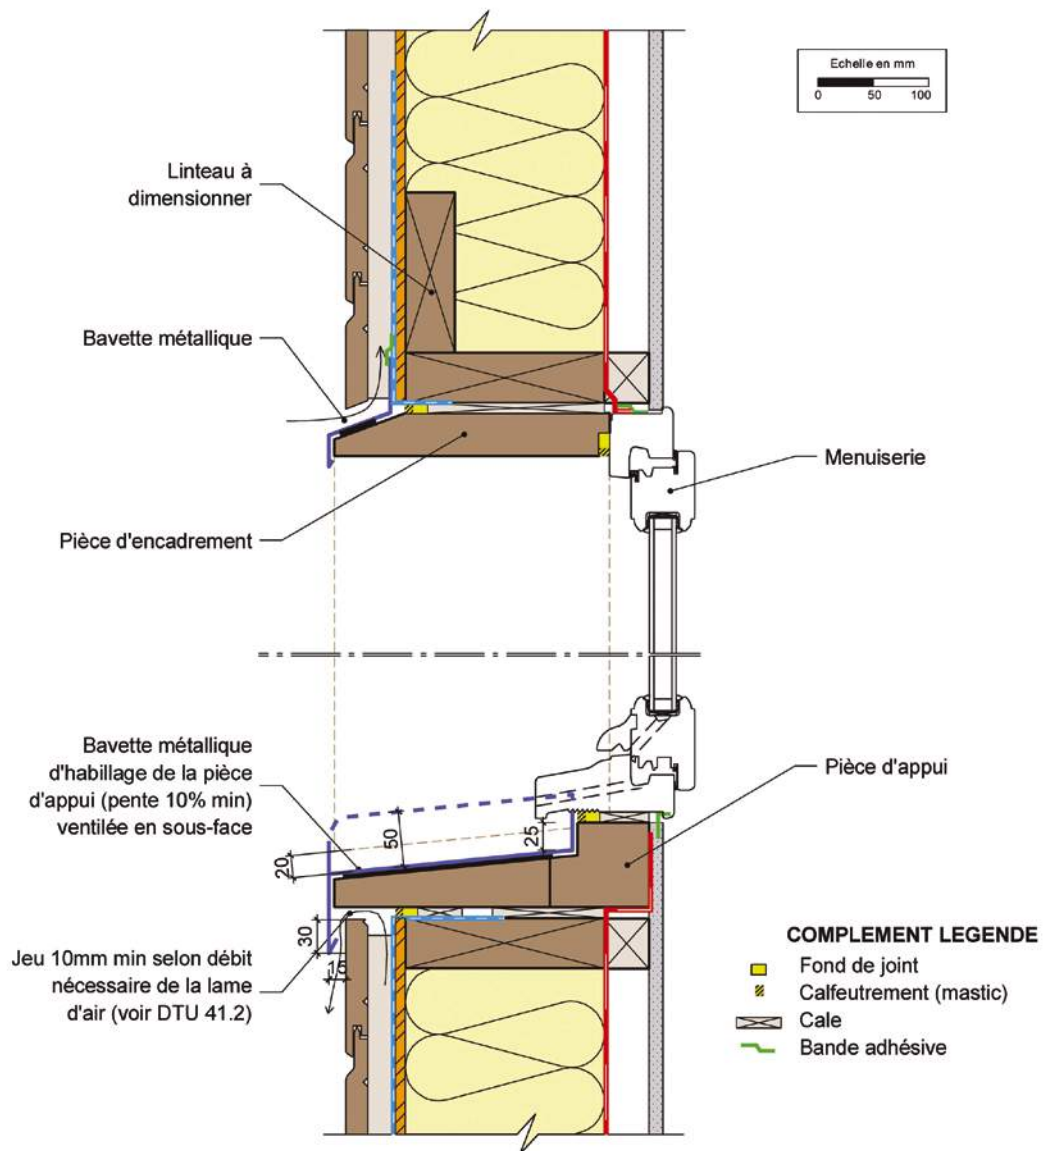 Echelle en mm
0 50 100
Linteau à
dimensionner
Bavette métallique
Menuiserie
Pièce d'encadrement
Bavette métallique
d'habillage de la pièce
d'appui (pente 10% min)
ventilée en sous-face
Pièce d'appui
50
25
20
30
15
Jeu 10mm min selon débit
nécessaire de la lame
d'air (voir DTU 41.2)
COMPLEMENT LEGENDE
Fond de joint
Calfeutrement (mastic)
Cale
Bande adhésive